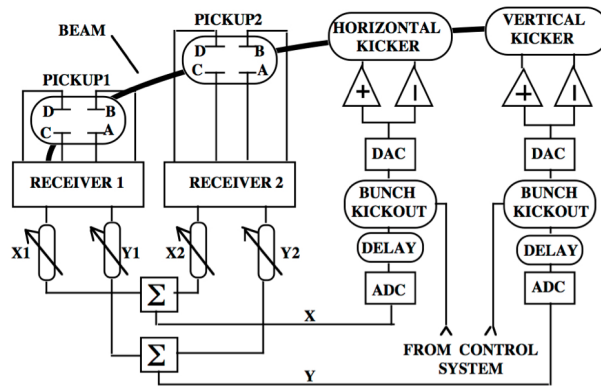 PICKUP2
BEAM
D B
C A
HORIZONTAL
KICKER
VERTICAL
KICKER
PICKUP1
D B
C A
+ −
+ −
RECEIVER 1
RECEIVER 2
DAC
DAC
BUNCH
KICKOUT
BUNCH
KICKOUT
X1
Y1
X2
Y2
DELAY
DELAY
Σ
ADC
ADC
X
Σ
FROM CONTROL
SYSTEM
Y